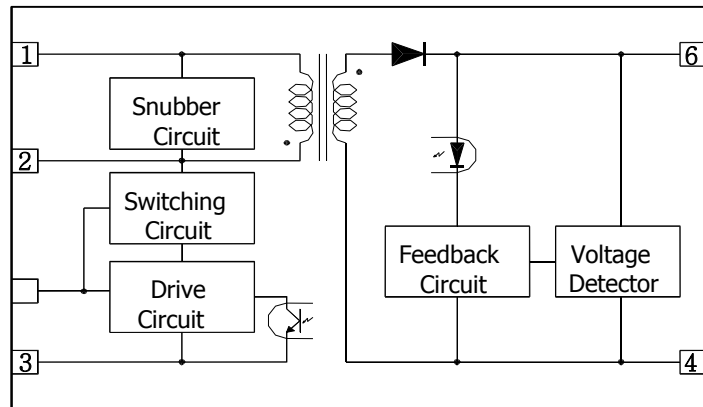 1
6
Snubber
Circuit
2
Switching
Circuit
Feedback
Circuit
Voltage
Detector
Drive
Circuit
3
4